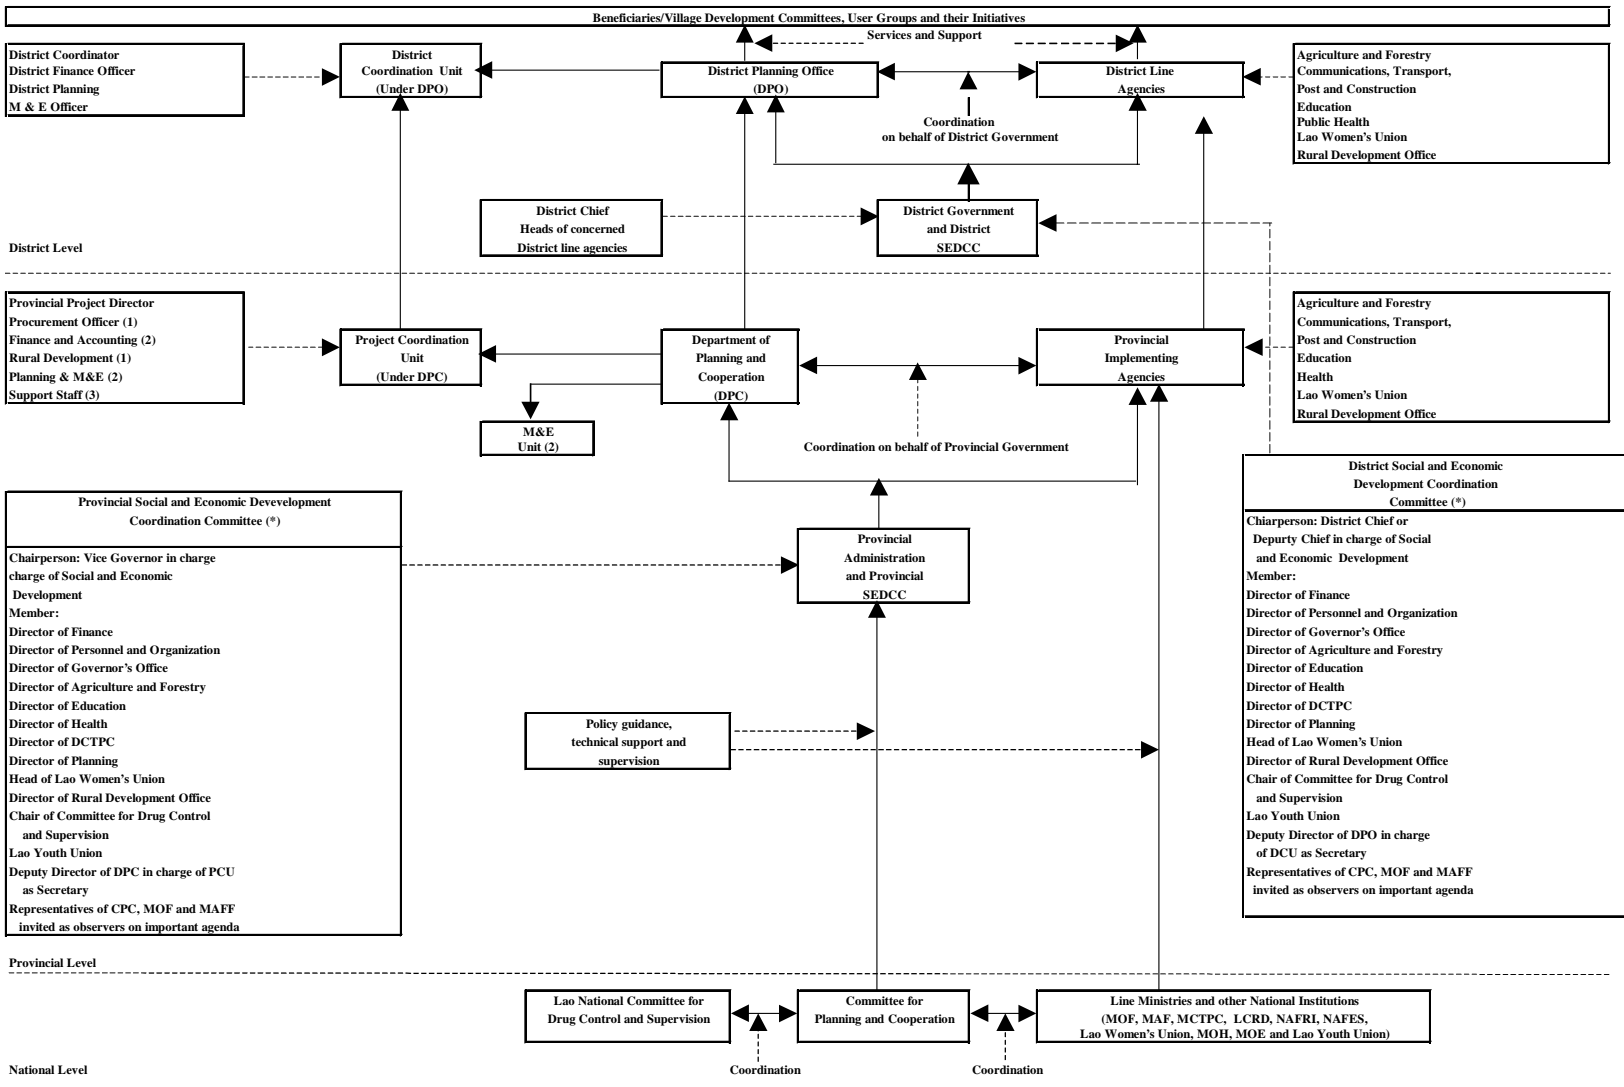 Beneficiaries/Village Development Committees, User Groups and their Initiatives
Services and Support
District Coordinator
District Finance Officer
District Planning
M & E Officer
District
Coordination Unit
(Under DPO)
District Planning Office
(DPO)
District Line
Agencies
Agriculture and Forestry
Communications, Transport,
Post and Construction
Education
Public Health
Lao Women's Union
Rural Development Office
Coordination
on behalf of District Government
District Chief
Heads of concerned
District line agencies
District Government
and District
SEDCC
District Level
Provincial Project Director
Procurement Officer (1)
Finance and Accounting (2)
Rural Development (1)
Planning & M&E (2)
Support Staff (3)
Project Coordination
Unit
(Under DPC)
Department of
Planning and
Cooperation
(DPC)
Provincial
Implementing
Agencies
Agriculture and Forestry
Communications, Transport,
Post and Construction
Education
Health
Lao Women's Union
Rural Development Office
M&E
Unit (2)
Coordination on behalf of Provincial Government
Provincial Social and Economic Devevelopment
Coordination Committee (*)
Chairperson: Vice Governor in charge
charge of Social and Economic
Development
Member:
Director of Finance
Director of Personnel and Organization
Director of Governor's Office
Director of Agriculture and Forestry
Director of Education
Director of Health
Director of DCTPC
Director of Planning
Head of Lao Women's Union
Director of Rural Development Office
Chair of Committee for Drug Control
and Supervision
Lao Youth Union
Deputy Director of DPC in charge of PCU
as Secretary
Representatives of CPC, MOF and MAFF
invited as observers on important agenda
Provincial
Administration
and Provincial
SEDCC
Policy guidance,
technical support and
supervision
District Social and Economic
Development Coordination
Committee (*)
Chiarperson: District Chief or
Depurty Chief in charge of Social
and Economic Development
Member:
Director of Finance
Director of Personnel and Organization
Director of Governor's Office
Director of Agriculture and Forestry
Director of Education
Director of Health
Director of DCTPC
Director of Planning
Head of Lao Women's Union
Director of Rural Development Office
Chair of Committee for Drug Control
and Supervision
Lao Youth Union
Deputy Director of DPO in charge
of DCU as Secretary
Representatives of CPC, MOF and MAFF
invited as observers on important agenda
Provincial Level
Lao National Committee for
Drug Control and Supervision
Committee for
Planning and Cooperation
Line Ministries and other National Institutions
(MOF, MAF, MCTPC, LCRD, NAFRI, NAFES,
Lao Women's Union, MOH, MOE and Lao Youth Union)
National Level
Coordination
Coordination